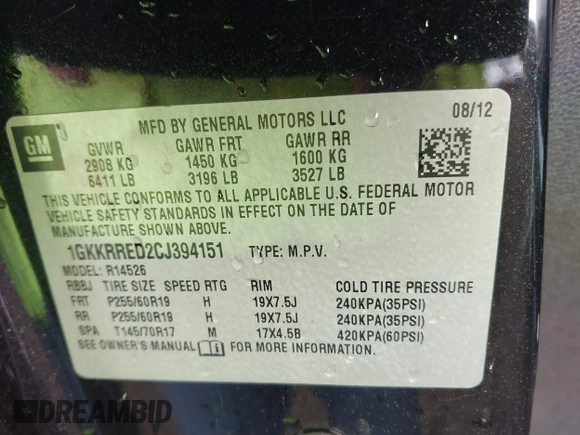 GM
MFD BY GENERAL MOTORS LLC 08/12
GVWR GAWR FRT GAWR RR
2908 KG 1450 KG 1600 KG
6411 LB 3196 LB 3527 LB
THIS VEHICLE CONFORMS TO ALL APPLICABLE U.S. FEDERAL MOTOR
VEHICLE SAFETY STANDARDS IN EFFECT ON THE DATE OF
MANUFACTURE SHOWN ABOVE.
1GKKRRED2CJ394151 TYPE: M.P.V.
MODEL: R14526
RBBJ TIRE SIZE SPEED RTG RIM COLD TIRE PRESSURE
FRT P255/60R19 H 19X7.5J 240KPA(35PSI)
RR P255/60R19 H 19X7.5J 240KPA(35PSI)
SPA T145/70R17 M 17X4.5B 420KPA(60PSI)
SEE OWNER'S MANUAL FOR MORE INFORMATION.
DREAMBID